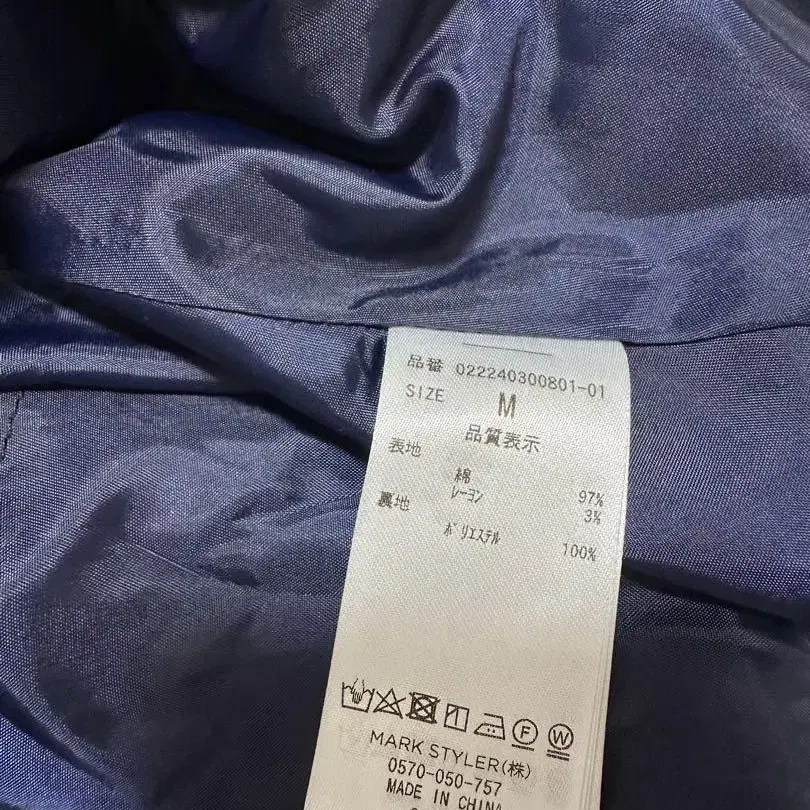 品番 022240300801-01
SIZE M
品質表示
表地
綿 97%
レーヨン 3%
裏地
ポリエステル 100%
F W
MARK STYLER(株)
0570-050-757
MADE IN CHINA